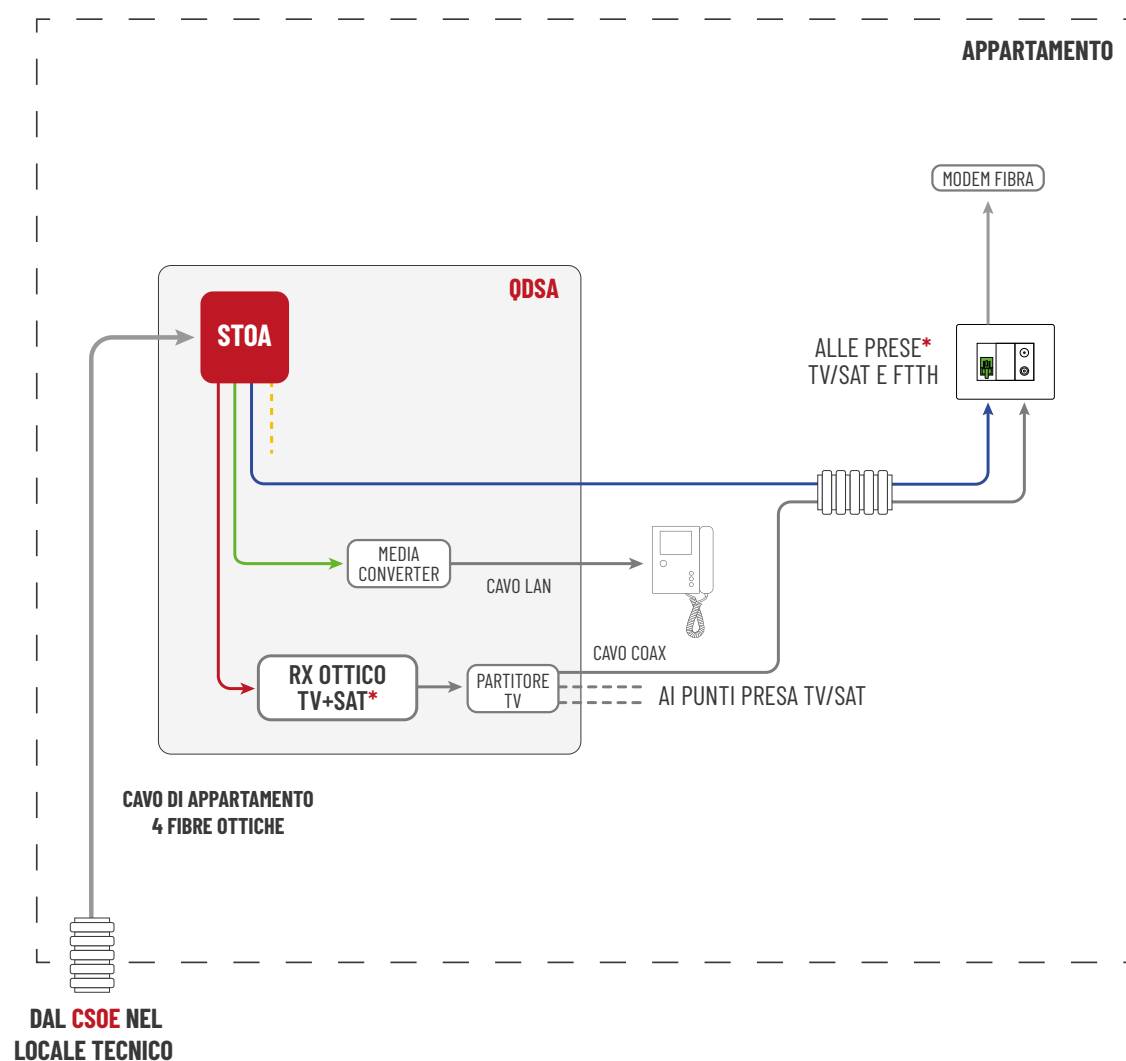 APPARTAMENTO
MODEM FIBRA
QDSA
STOA
ALLE PRESE*
TV/SAT E FTTH
MEDIA
CONVERTER
CAVO LAN
CAVO COAX
RX OTTICO
TV+SAT*
PARTITORE
TV
AI PUNTI PRESA TV/SAT
CAVO DI APPARTAMENTO
4 FIBRE OTTICHE
DAL CSOE NEL
LOCALE TECNICO